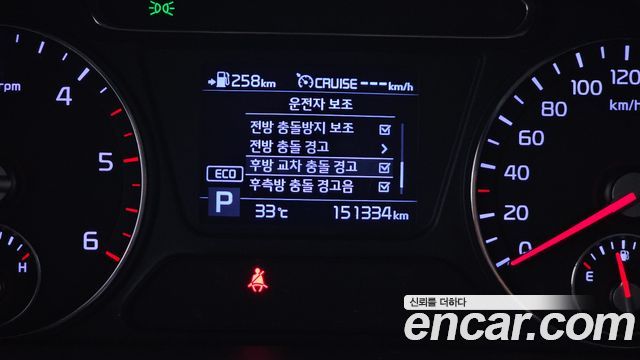 258km CRUISE ---km/h
운전자 보조
전방 충돌방지 보조
전방 충돌 경고
후방 교차 충돌 경고
후측방 충돌 경고음
ECO
P
33℃ 151334km
rpm
4
5
6
H
120
100
80
60
40
20
0
km/h
E
신뢰를 더하다
encar.com